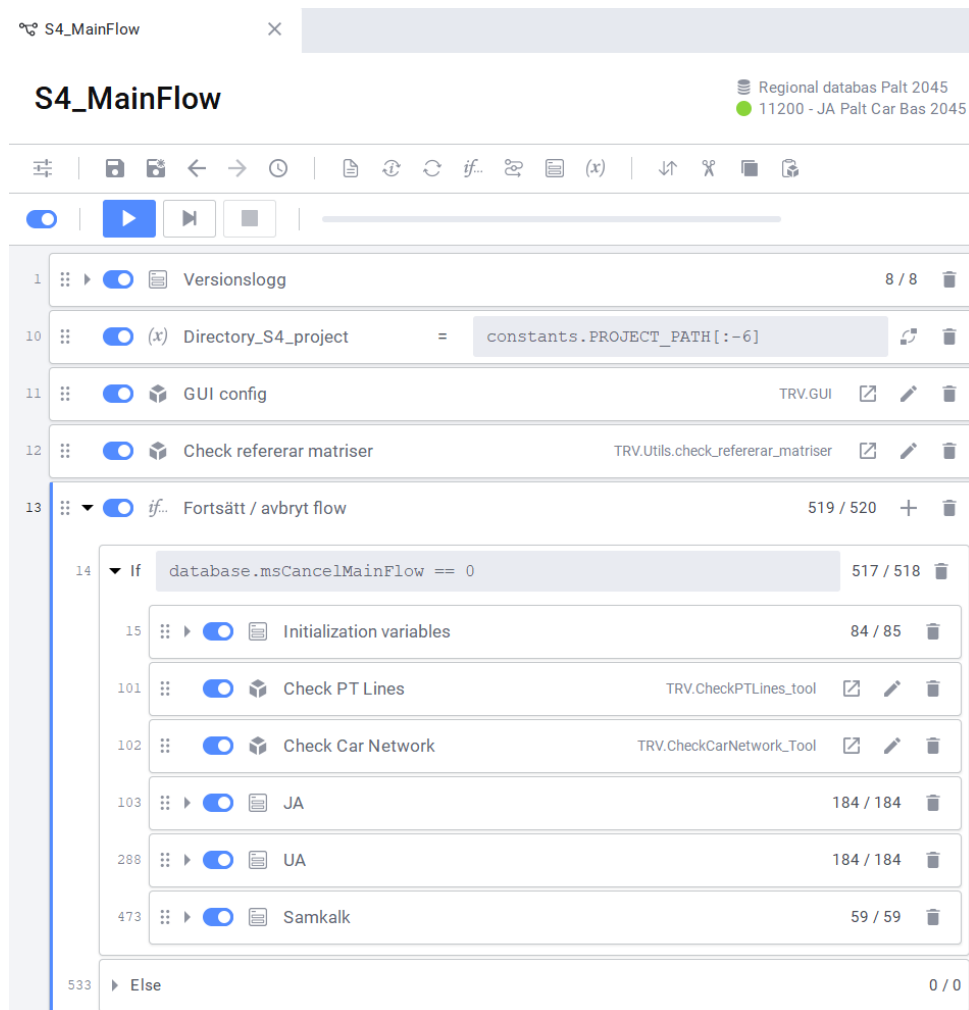 S4_MainFlow
S4_MainFlow
Regional databas Palt 2045
11200 - JA Palt Car Bas 2045
if...
(x)
1 Versionslogg 8 / 8
10 (x) Directory_S4_project = constants.PROJECT_PATH[:-6]
11 GUI config TRV.GUI
12 Check refererar matriser TRV.Utils.check_refererar_matriser
13 if... Fortsätt / avbryt flow 519 / 520
14 If database.msCancelMainFlow == 0 517 / 518
15 Initialization variables 84 / 85
101 Check PT Lines TRV.CheckPTLines_tool
102 Check Car Network TRV.CheckCarNetwork_Tool
103 JA 184 / 184
288 UA 184 / 184
473 Samkalk 59 / 59
533 Else 0 / 0